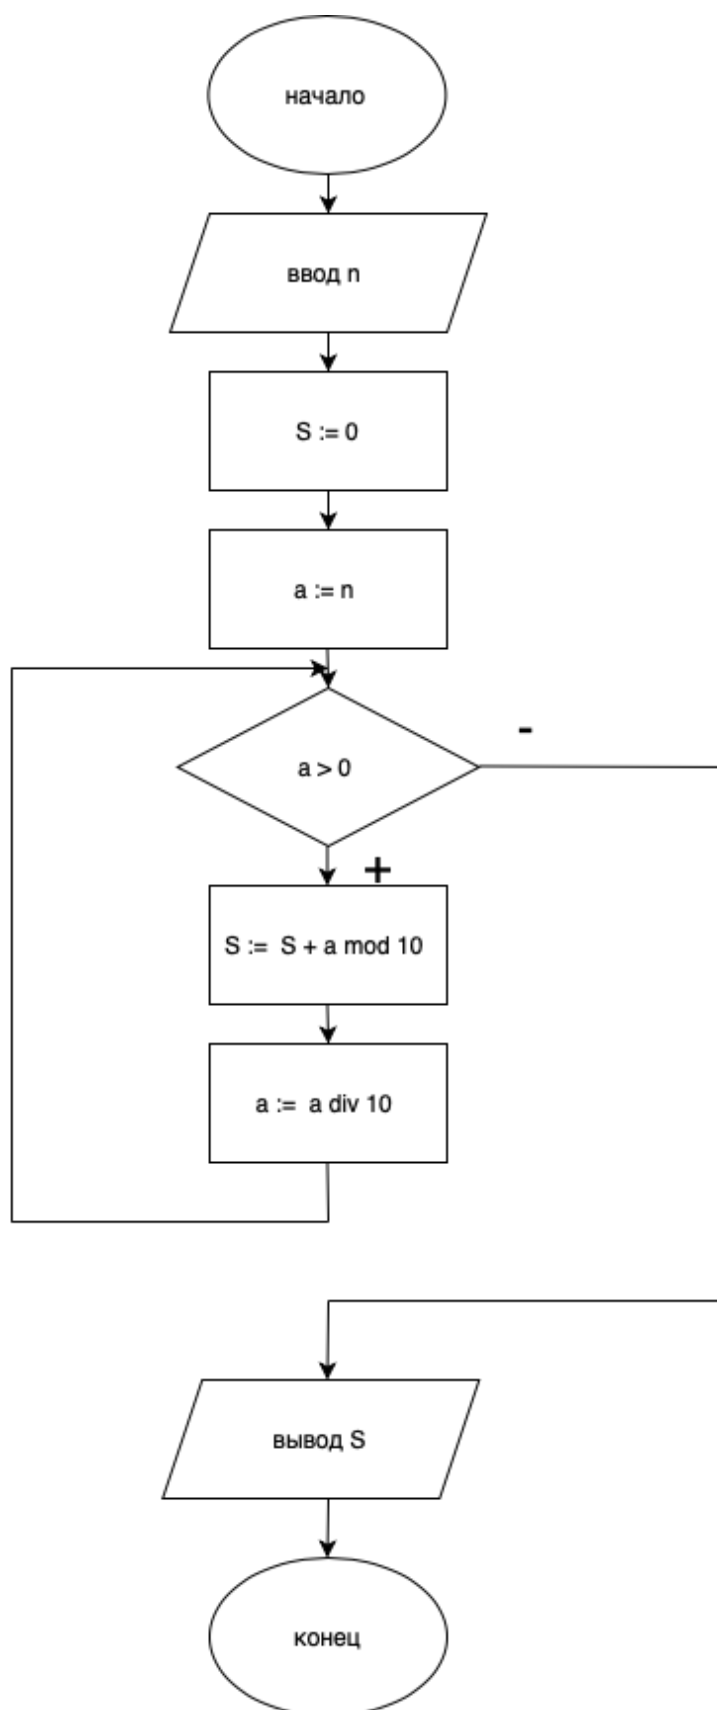 начало
ввод n
S := 0
a := n
a > 0
-
+
S := S + a mod 10
a := a div 10
вывод S
конец